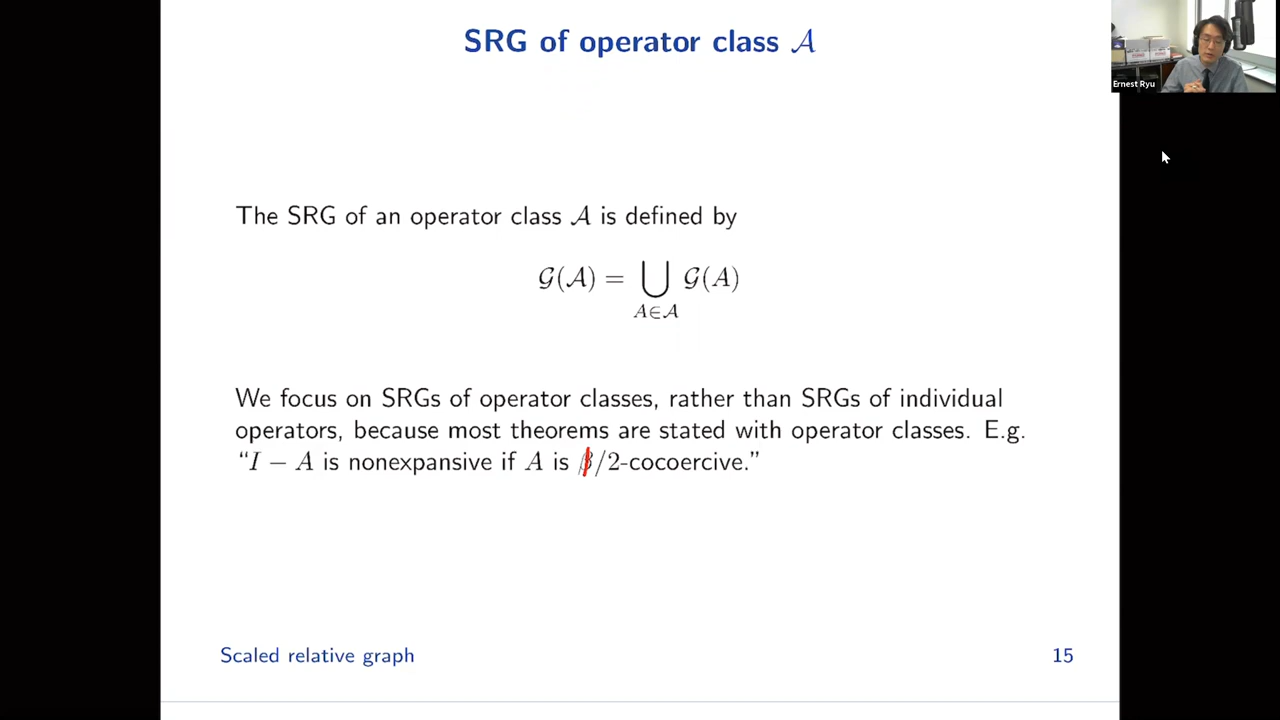 SRG of operator class 𝒜
Ernest Ryu
The SRG of an operator class 𝒜 is defined by
𝒢(𝒜) = ⋃ 𝒢(A)
A∈𝒜
We focus on SRGs of operator classes, rather than SRGs of individual
operators, because most theorems are stated with operator classes. E.g.
“I − A is nonexpansive if A is β/2-cocoercive.”
Scaled relative graph
15